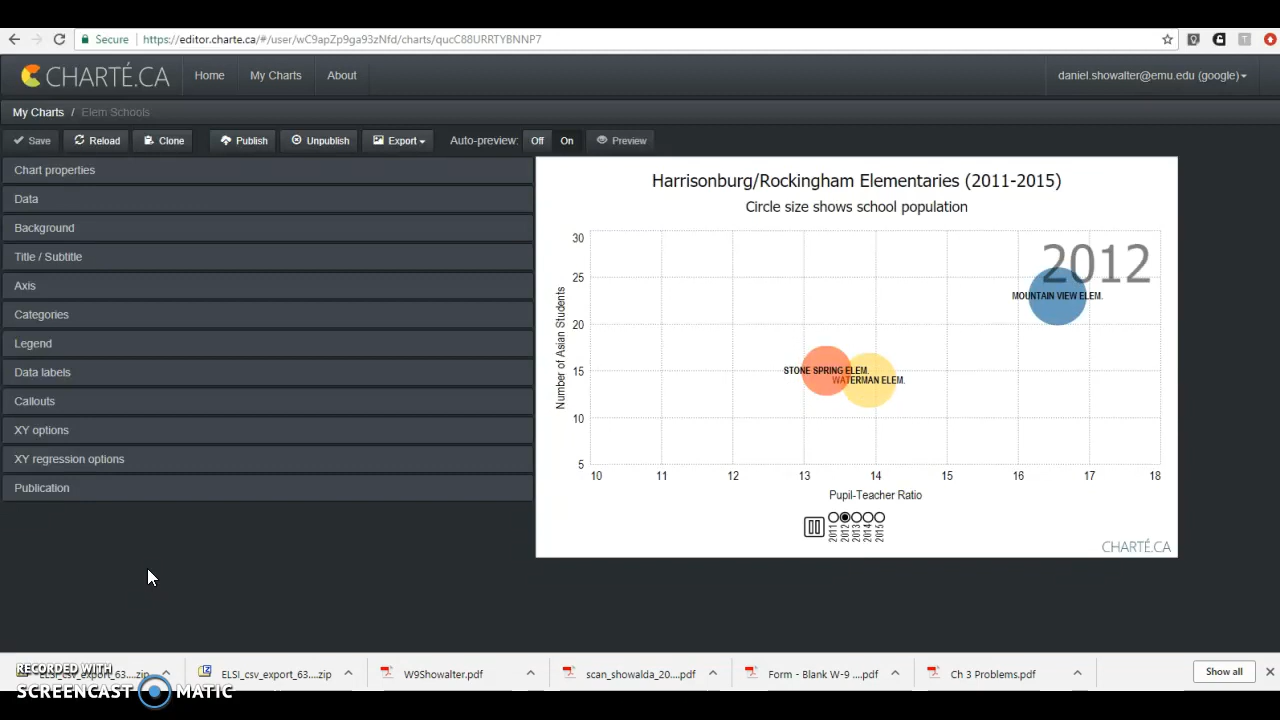 Secure https://editor.charte.ca/#/user/wC9apZp9ga93zNfd/charts/qucC88URRTYBNNP7
CHARTÉ.CA Home My Charts About daniel.showalter@emu.edu (google)
My Charts / Elem Schools
Save Reload Clone Publish Unpublish Export Auto-preview: Off On Preview
Chart properties
Data
Background
Title / Subtitle
Axis
Categories
Legend
Data labels
Callouts
XY options
XY regression options
Publication
Harrisonburg/Rockingham Elementaries (2011-2015)
Circle size shows school population
2012
Number of Asian Students
30
25
20
15
10
5
MOUNTAIN VIEW ELEM.
STONE SPRING ELEM.
WATERMAN ELEM.
10 11 12 13 14 15 16 17 18
Pupil-Teacher Ratio
2011 2012 2013 2014 2015
CHARTÉ.CA
ELSI_csv_export_63....zip ELSI_csv_export_63....zip W9Showalter.pdf scan_showalda_20....pdf Form - Blank W-9 ....pdf Ch 3 Problems.pdf Show all
RECORDED WITH
SCREENCAST MATIC